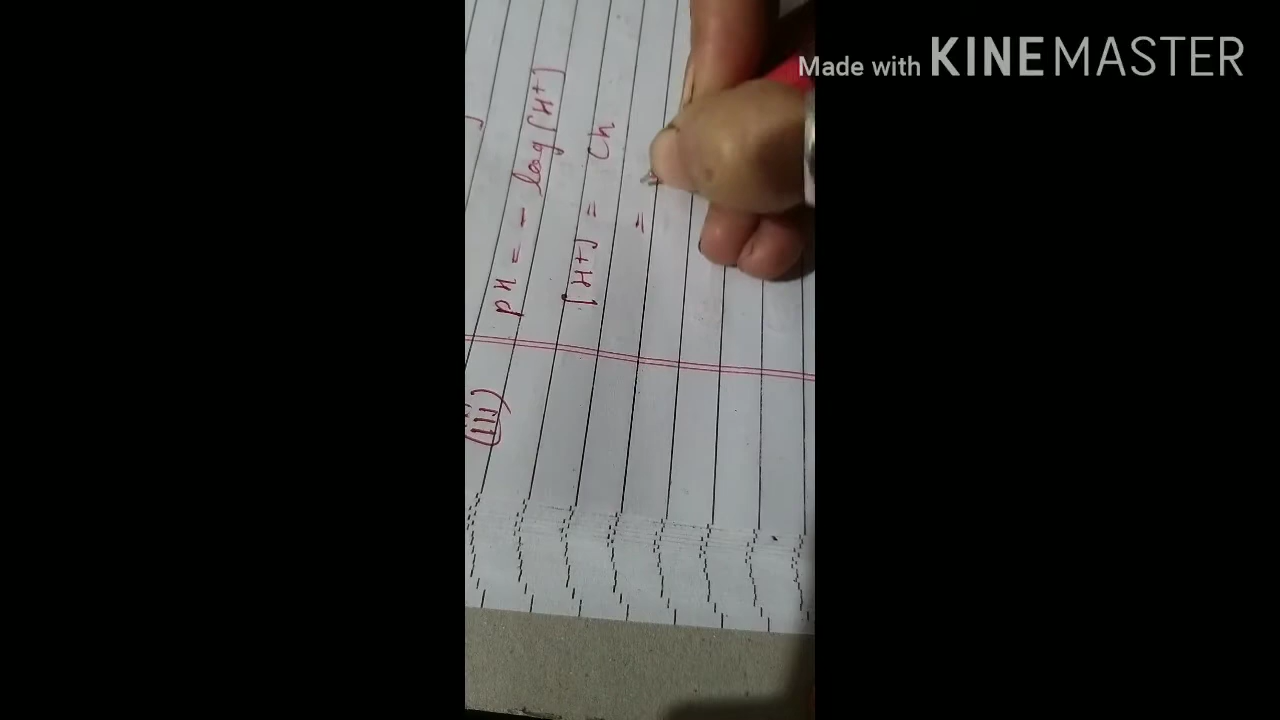 Made with KINEMASTER
(iii) pH = - log [H+]
[H+] = Ch
=